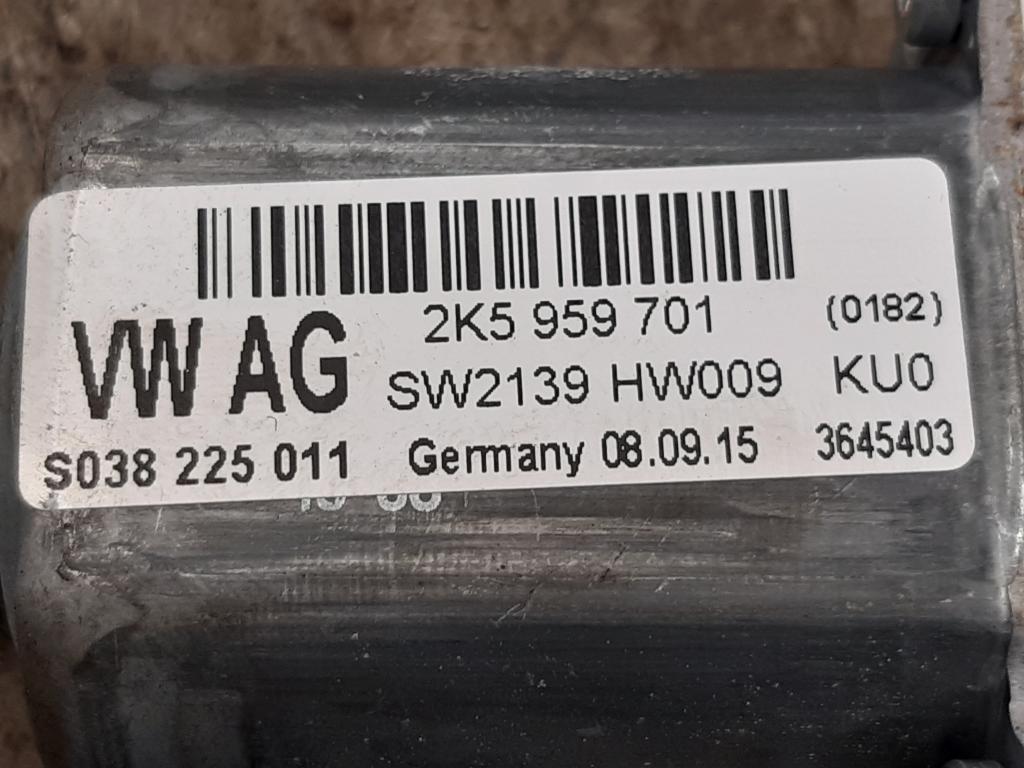 2K5 959 701 (0182)
VW AG SW2139 HW009 KU0
S038 225 011 Germany 08.09.15 3645403